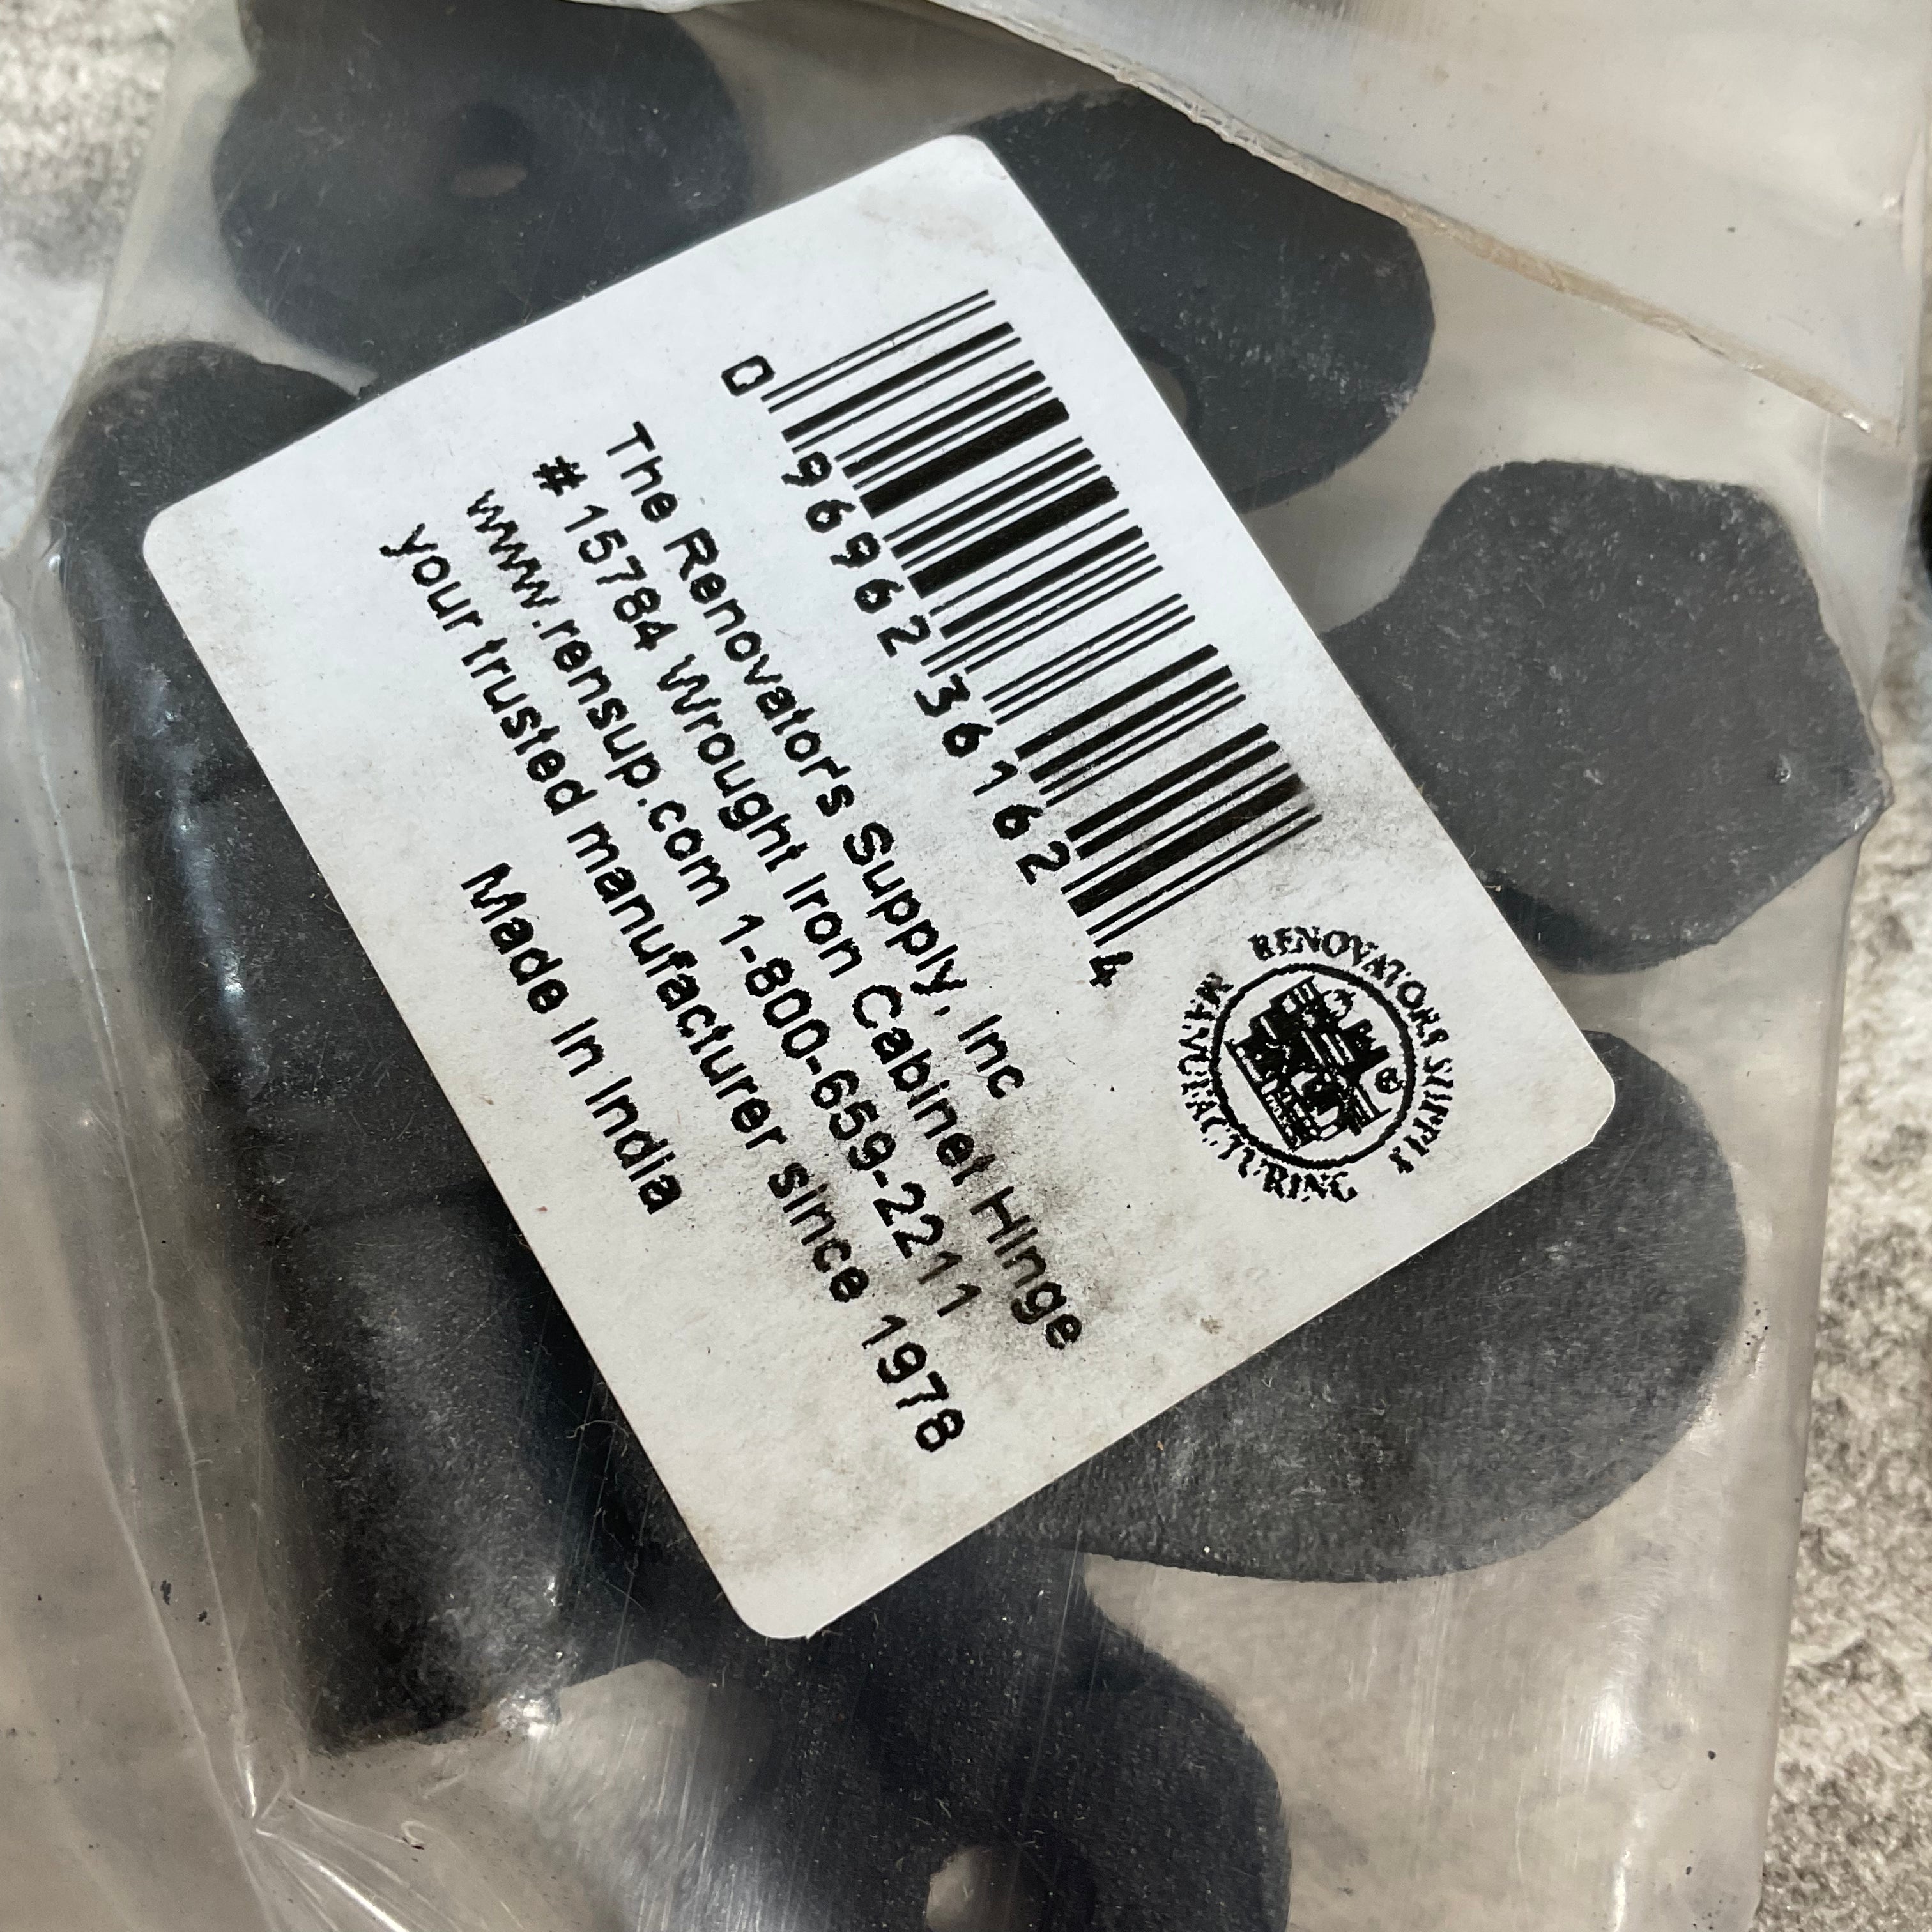 0 96962 36162 4
RENOVATORS SUPPLY
MANUFACTURING
The Renovator's Supply, Inc
# 15784 Wrought Iron Cabinet Hinge
www.rensup.com 1-800-659-2211
your trusted manufacturer since 1978
Made in India